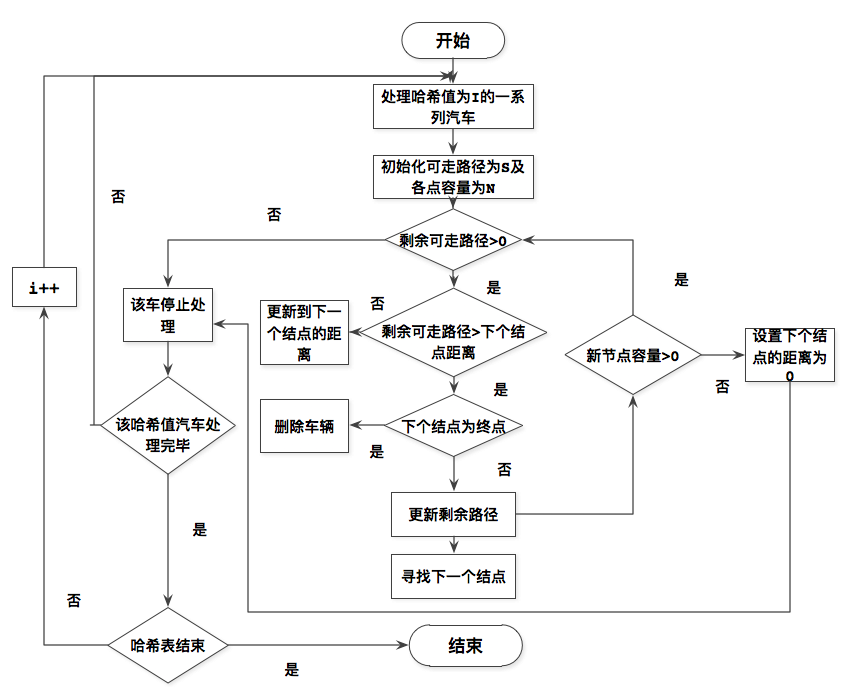 开始
处理哈希值为I的一系
列汽车
初始化可走路径为S及
各点容量为N
否
否
剩余可走路径>0
是
是
i++
该车停止处
理
更新到下一
个结点的距
离
否
剩余可走路径>下个结
点距离
新节点容量>0
设置下个结
点的距离为
0
否
是
该哈希值汽车处
理完毕
删除车辆
下个结点为终点
是
否
更新剩余路径
是
寻找下一个结点
否
哈希表结束
结束
是